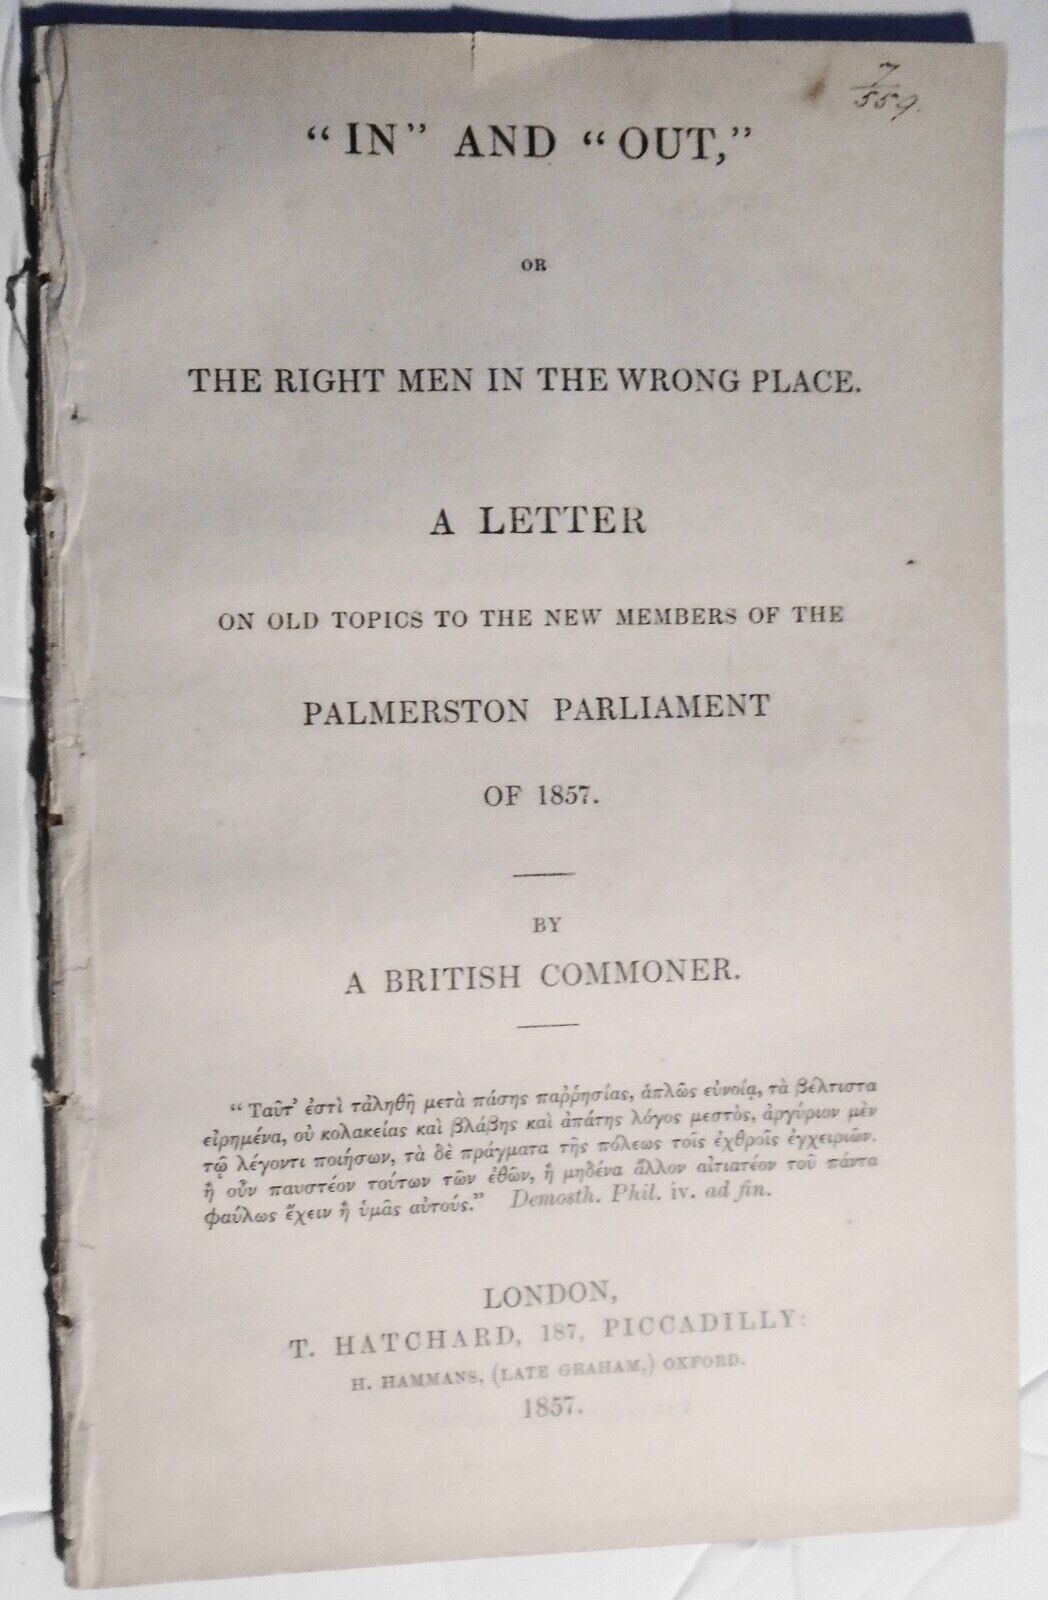 7
559.
“IN” AND “OUT,”
OR
THE RIGHT MEN IN THE WRONG PLACE.
A LETTER
ON OLD TOPICS TO THE NEW MEMBERS OF THE
PALMERSTON PARLIAMENT
OF 1857.
BY
A BRITISH COMMONER.
“Ταῦτ’ ἐστὶ τἀληθῆ μετὰ πάσης παῤῥησίας, ἁπλῶς εὐνοίᾳ, τὰ βέλτιστα
εἰρημένα, οὐ κολακείας καὶ βλάβης καὶ ἀπάτης λόγος μεστὸς, ἀργύριον μὲν
τῷ λέγοντι ποιήσων, τὰ δὲ πράγματα τῆς πόλεως τοῖς ἐχθροῖς ἐγχειριῶν.
ἢ οὖν παυστέον τούτων τῶν ἐθῶν, ἢ μηδένα ἄλλον αἰτιατέον τοῦ πάντα
φαύλως ἔχειν ἢ ὑμᾶς αὐτούς.” Demosth. Phil. iv. ad fin.
LONDON,
T. HATCHARD, 187, PICCADILLY:
H. HAMMANS, (LATE GRAHAM,) OXFORD.
1857.